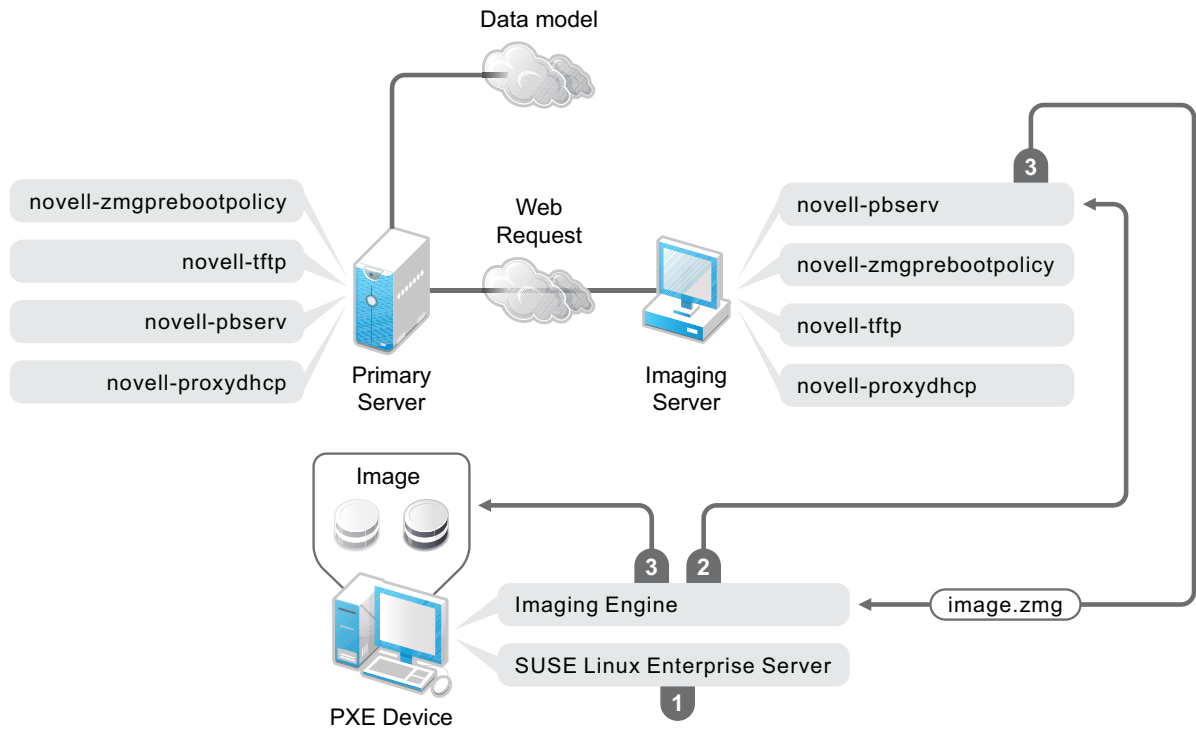 Data model
3
novell-zmgprebootpolicy
novell-tftp
novell-pbserv
novell-proxydhcp
Web
Request
novell-pbserv
novell-zmgprebootpolicy
novell-tftp
novell-proxydhcp
Primary
Server
Imaging
Server
Image
3
2
Imaging Engine
image.zmg
SUSE Linux Enterprise Server
1
PXE Device